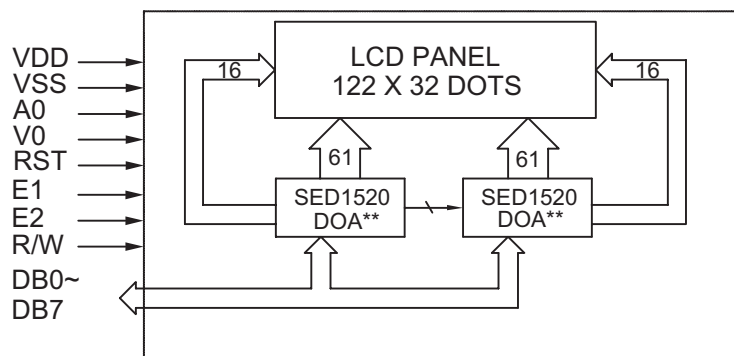 VDD
VSS
A0
V0
RST
E1
E2
R/W
DB0~
DB7
LCD PANEL
122 X 32 DOTS
16
16
61
61
SED1520
DOA**
SED1520
DOA**